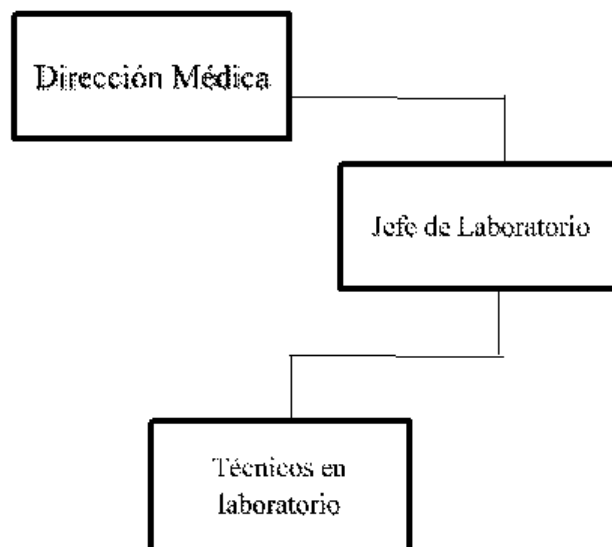 Dirección Médica
Jefe de Laboratorio
Técnicos en
laboratorio